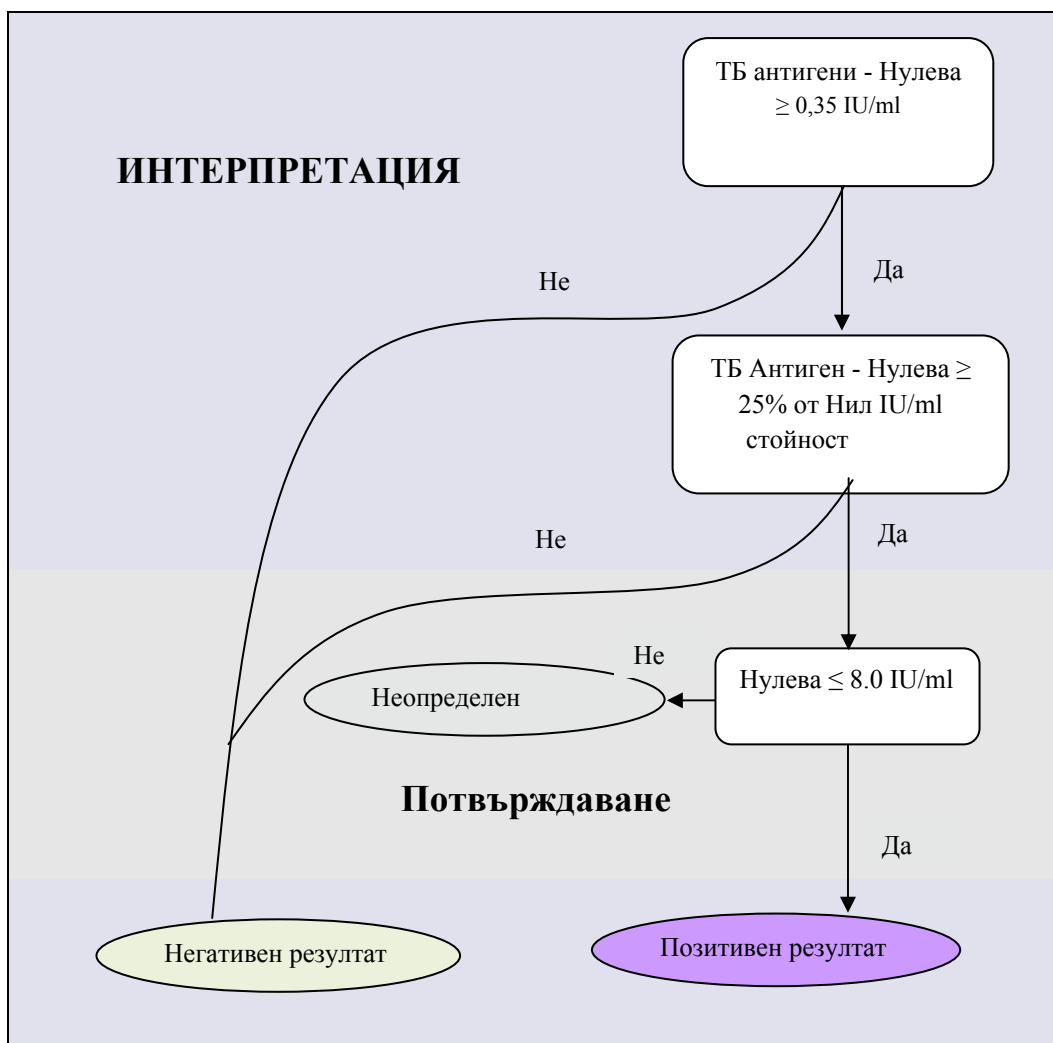 ТБ антигени - Нулева
≥ 0,35 IU/ml
ИНТЕРПРЕТАЦИЯ
Не
Да
ТБ Антиген - Нулева ≥
25% от Нил IU/ml
стойност
Не
Да
Не
Нулева ≤ 8.0 IU/ml
Неопределен
Потвърждаване
Да
Негативен резултат
Позитивен резултат